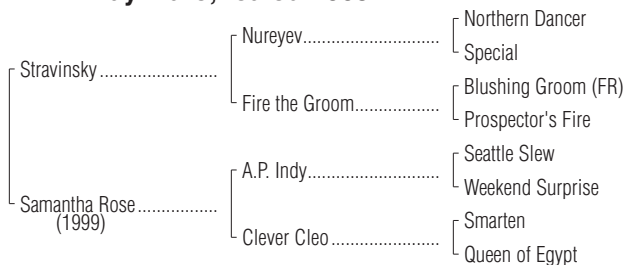 Northern Dancer
Nureyev
Special
Stravinsky
Blushing Groom (FR)
Fire the Groom
Prospector's Fire
Seattle Slew
A.P. Indy
Weekend Surprise
Samantha Rose
(1999)
Smarten
Clever Cleo
Queen of Egypt